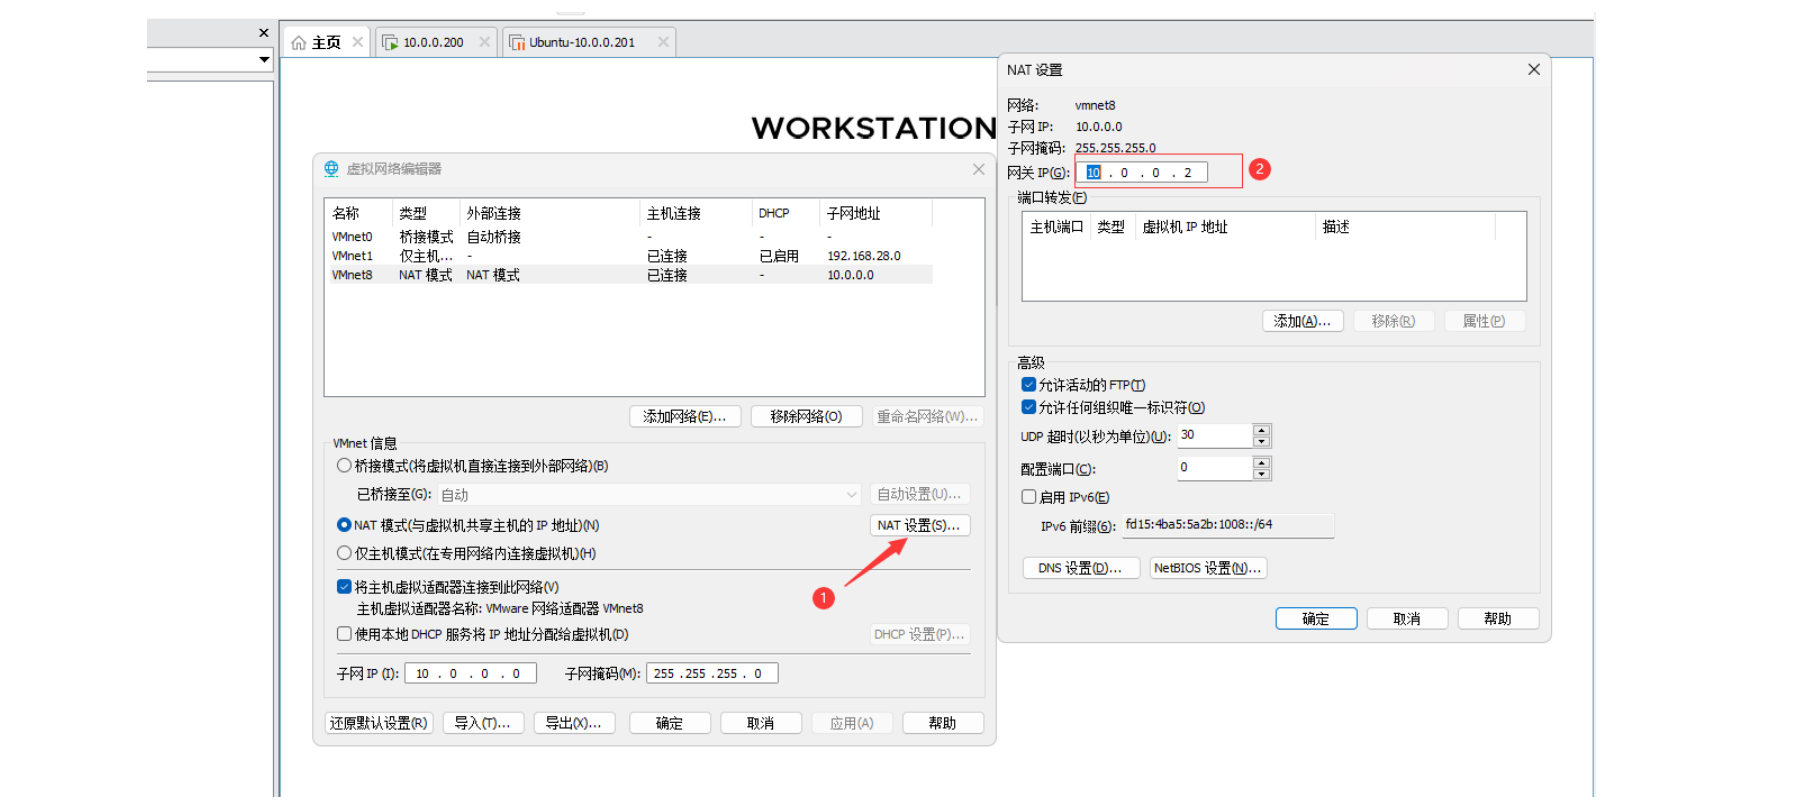 主页
10.0.0.200
Ubuntu-10.0.0.201
WORKSTATION
虚拟网络编辑器
名称 类型 外部连接 主机连接 DHCP 子网地址
VMnet0 桥接模式 自动桥接 - - -
VMnet1 仅主机... - 已连接 已启用 192.168.28.0
VMnet8 NAT 模式 NAT 模式 已连接 - 10.0.0.0
添加网络(E)... 移除网络(O) 重命名网络(W)...
VMnet 信息
桥接模式(将虚拟机直接连接到外部网络)(B)
已桥接至(G): 自动 自动设置(U)...
NAT 模式(与虚拟机共享主机的 IP 地址)(N) NAT 设置(S)...
仅主机模式(在专用网络内连接虚拟机)(H)
1
将主机虚拟适配器连接到此网络(V)
主机虚拟适配器名称: VMware 网络适配器 VMnet8
使用本地 DHCP 服务将 IP 地址分配给虚拟机(D) DHCP 设置(P)...
子网 IP (I): 10 . 0 . 0 . 0 子网掩码(M): 255 .255 .255 . 0
还原默认设置(R) 导入(T)... 导出(X)... 确定 取消 应用(A) 帮助
NAT 设置
网络: vmnet8
子网 IP: 10.0.0.0
子网掩码: 255.255.255.0
网关 IP(G): 10 . 0 . 0 . 2
2
端口转发(F)
主机端口 类型 虚拟机 IP 地址 描述
添加(A)... 移除(R) 属性(P)
高级
允许活动的 FTP(T)
允许任何组织唯一标识符(O)
UDP 超时(以秒为单位)(U): 30
配置端口(C): 0
启用 IPv6(E)
IPv6 前缀(6): fd15:4ba5:5a2b:1008::/64
DNS 设置(D)... NetBIOS 设置(N)...
确定 取消 帮助